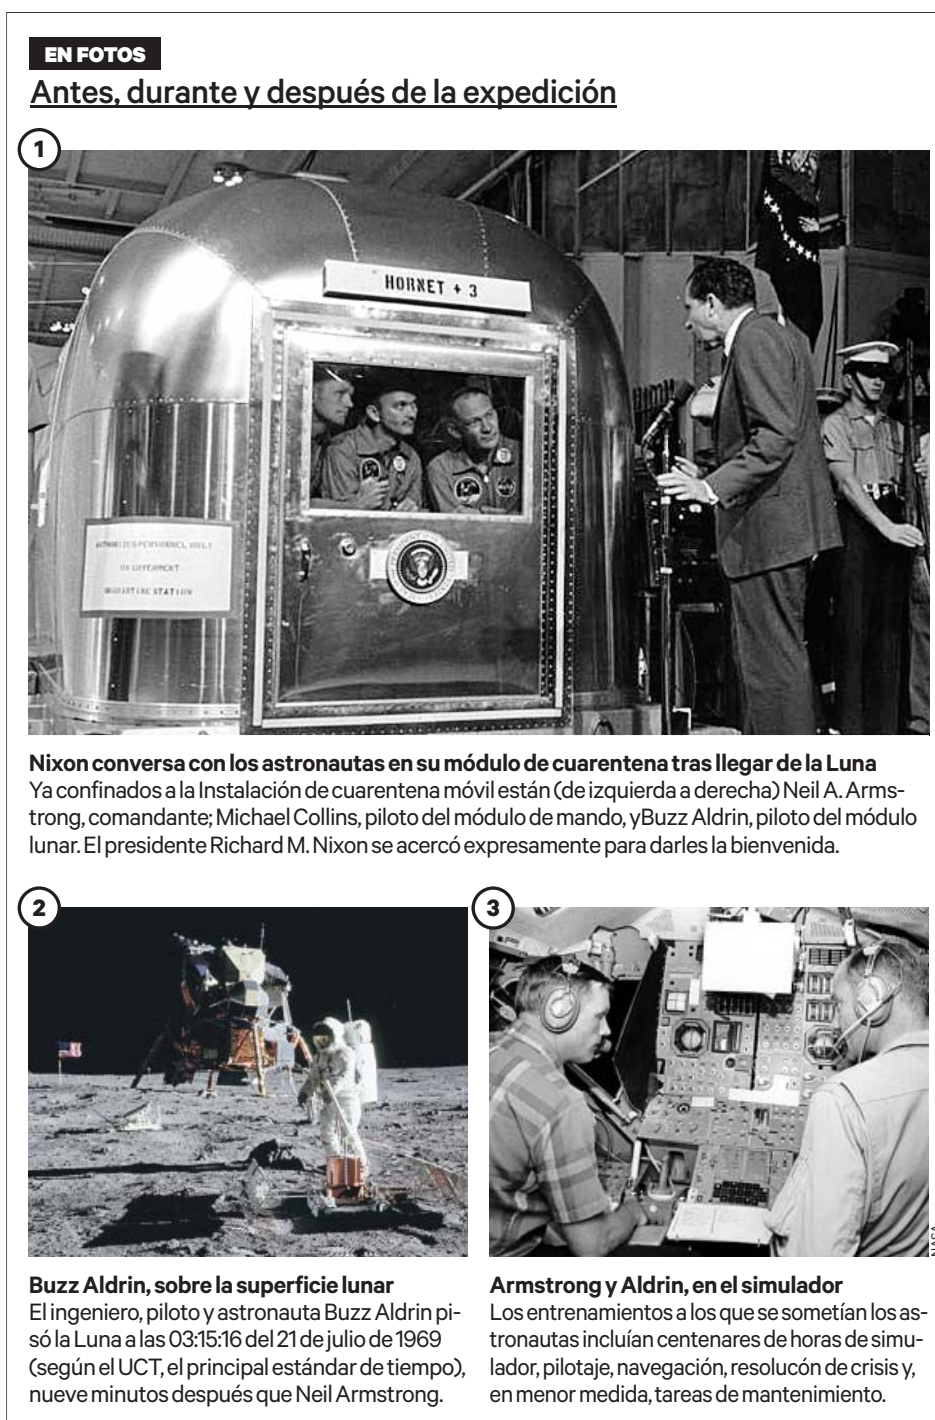 EN FOTOS
Antes, durante y después de la expedición
1
HORNET + 3
Nixon conversa con los astronautas en su módulo de cuarentena tras llegar de la Luna
Ya confinados a la Instalación de cuarentena móvil están (de izquierda a derecha) Neil A. Arms-
trong, comandante; Michael Collins, piloto del módulo de mando, yBuzz Aldrin, piloto del módulo
lunar. El presidente Richard M. Nixon se acercó expresamente para darles la bienvenida.
2
Buzz Aldrin, sobre la superficie lunar
El ingeniero, piloto y astronauta Buzz Aldrin pi-
só la Luna a las 03:15:16 del 21 de julio de 1969
(según el UCT, el principal estándar de tiempo),
nueve minutos después que Neil Armstrong.
3
NASA
Armstrong y Aldrin, en el simulador
Los entrenamientos a los que se sometían los as-
tronautas incluían centenares de horas de simu-
lador, pilotaje, navegación, resolucón de crisis y,
en menor medida, tareas de mantenimiento.